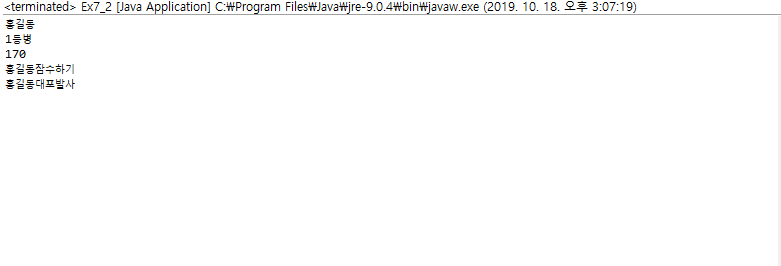 <terminated> Ex7_2 [Java Application] C:₩Program Files₩Java₩jre-9.0.4₩bin₩javaw.exe (2019. 10. 18. 오후 3:07:19)
홍길동
1등병
170
홍길동잠수하기
홍길동대포발사